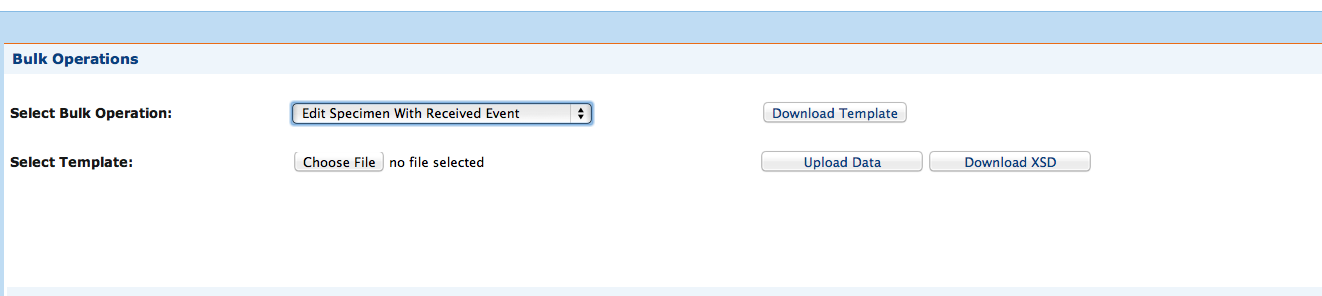 Bulk Operations
Select Bulk Operation: Edit Specimen With Received Event Download Template
Select Template: Choose File no file selected Upload Data Download XSD